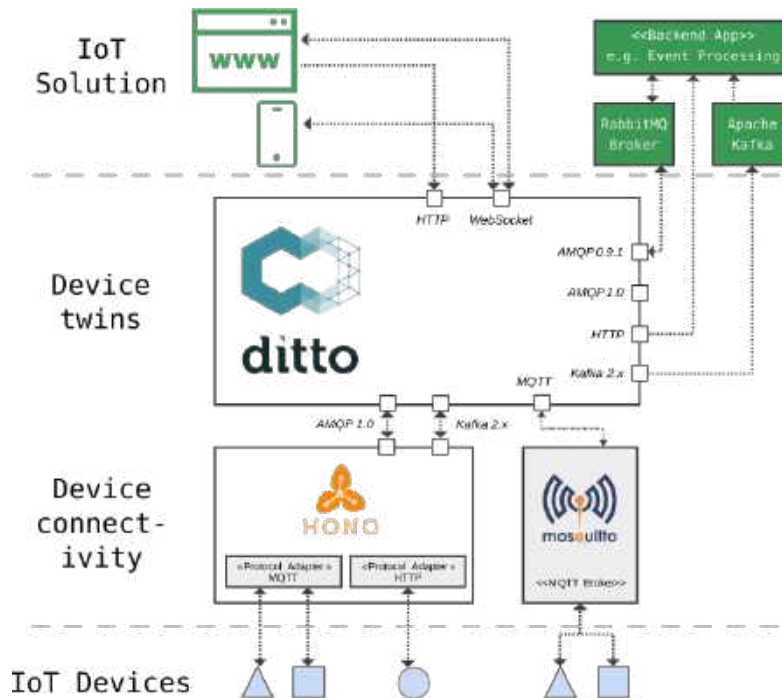 IoT
Solution
www
<<Backend App>>
e.g. Event Processing
RabbitMQ
Broker
Apache
Kafka
HTTP
WebSocket
Device
twins
ditto
AMQP 0.9.1
AMQP 1.0
HTTP
Kafka 2.x
MQTT
AMQP 1.0
Kafka 2.x
Device
connect-
ivity
HONO
«Protocol Adapter»
MQTT
«Protocol Adapter»
HTTP
mosquitto
<<MQTT Broker>>
IoT Devices